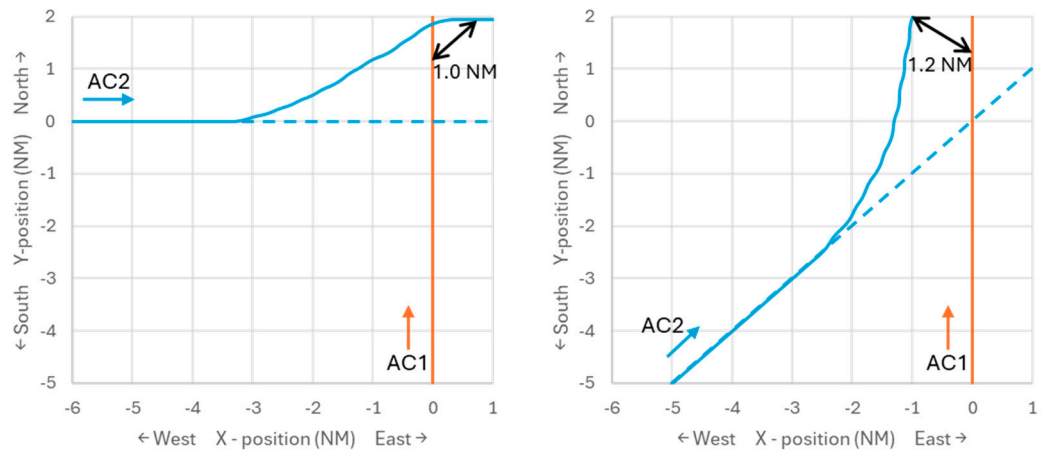 2
1
0
-1
-2
-3
-4
-5
← South Y-position (NM) North →
AC2
1.0 NM
AC1
-6 -5 -4 -3 -2 -1 0 1
← West X - position (NM) East →
2
1
0
-1
-2
-3
-4
-5
← South Y-position (NM) North →
1.2 NM
AC2
AC1
-6 -5 -4 -3 -2 -1 0 1
← West X - position (NM) East →